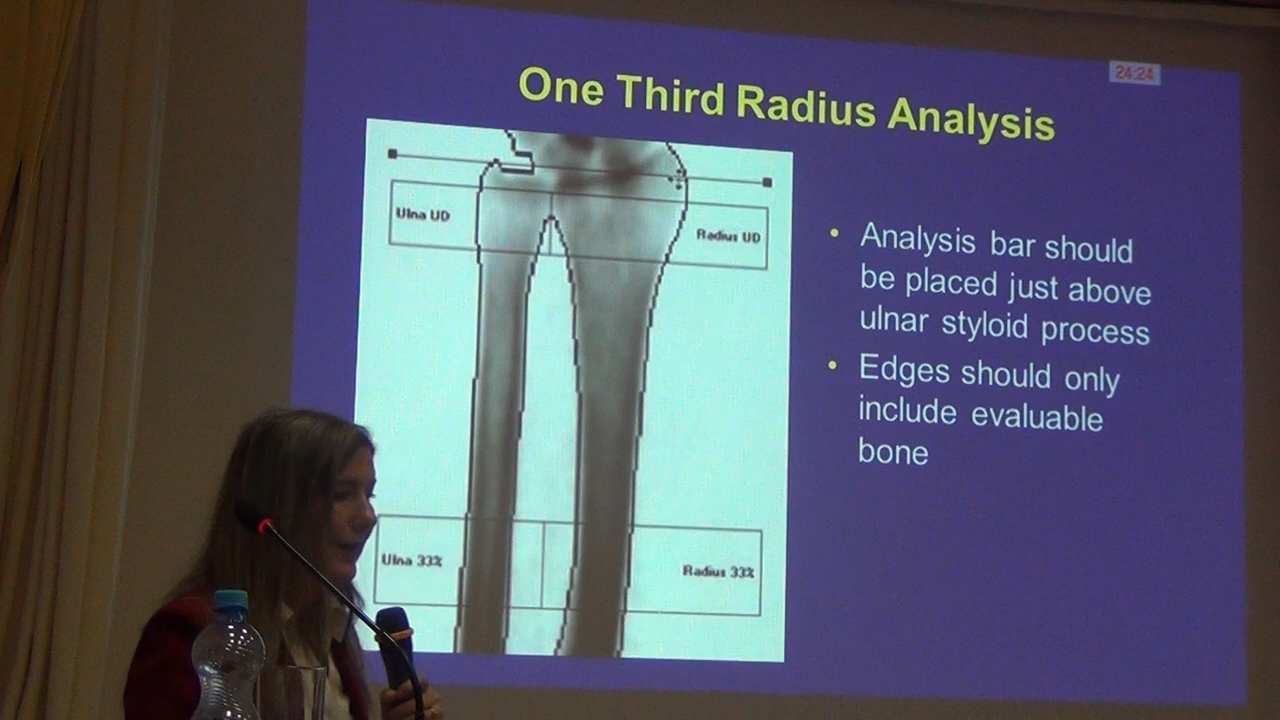 24:24
One Third Radius Analysis
Ulna UD
Radius UD
Ulna 33%
Radius 33%
• Analysis bar should
be placed just above
ulnar styloid process
• Edges should only
include evaluable
bone